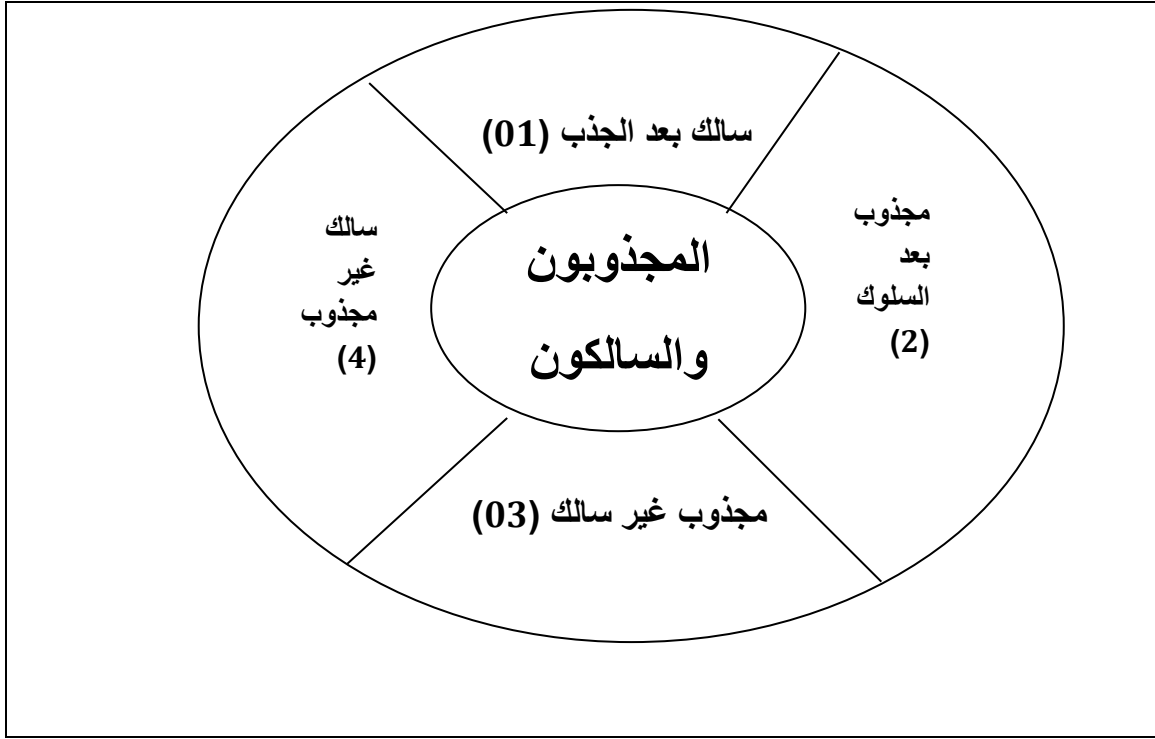 سالك بعد الجذب (01)
مجذوب
بعد
السلوك
(2)
المجذوبون
والسالكون
سالك
غير
مجذوب
(4)
مجذوب غير سالك (03)